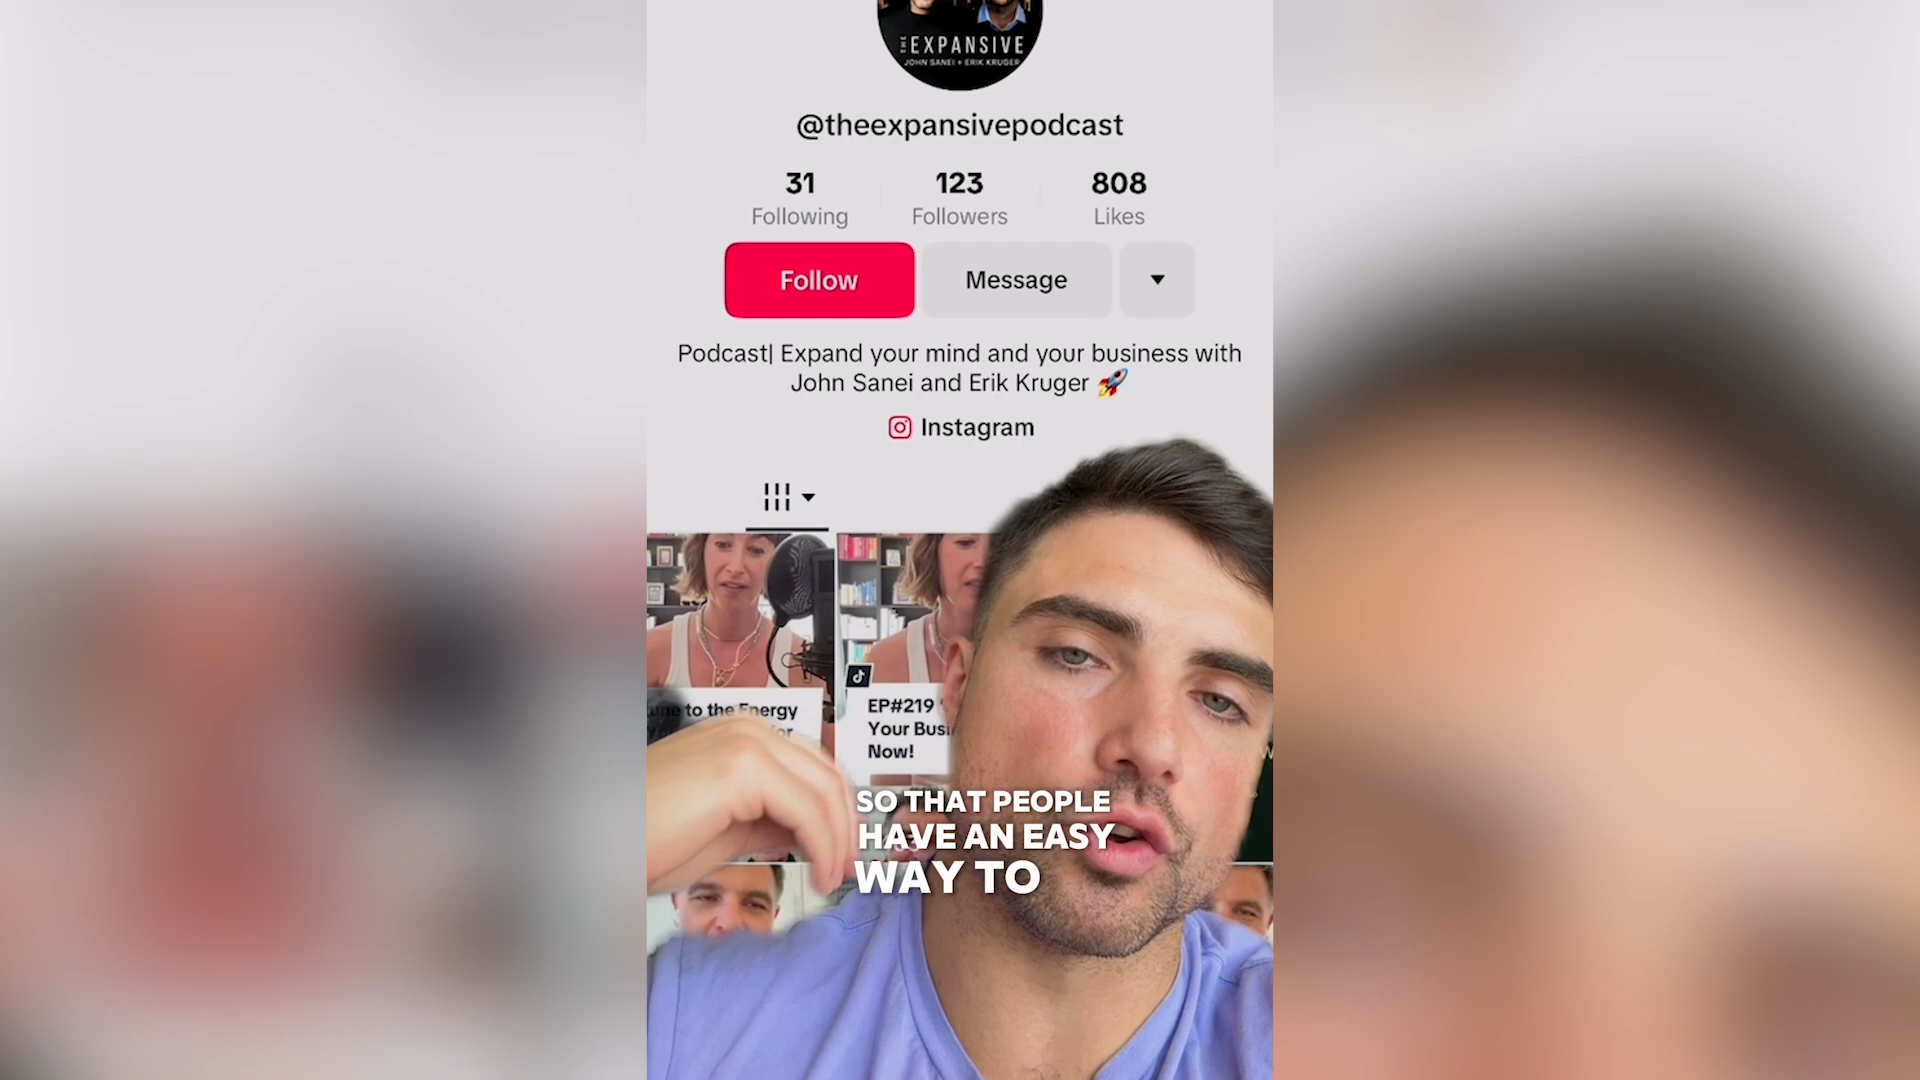 THE EXPANSIVE
JOHN SANEI + ERIK KRUGER
@theexpansivepodcast
31 123 808
Following Followers Likes
Follow Message
Podcast| Expand your mind and your business with
John Sanei and Erik Kruger 🚀
Instagram
to the Energy
EP#219
Your
Now!
SO THAT PEOPLE
HAVE AN EASY
WAY TO